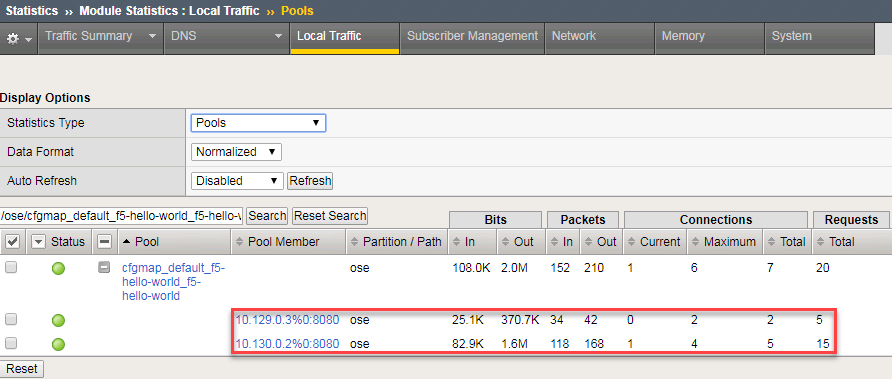 Statistics ›› Module Statistics : Local Traffic ›› Pools
Traffic Summary DNS Local Traffic Subscriber Management Network Memory System
Display Options
Statistics Type Pools
Data Format Normalized
Auto Refresh Disabled Refresh
/ose/cfgmap_default_f5-hello-world_f5-hello- Search Reset Search Bits Packets Connections Requests
Status Pool Pool Member Partition / Path In Out In Out Current Maximum Total Total
cfgmap_default_f5- ose 108.0K 2.0M 152 210 1 6 7 20
hello-world_f5-
hello-world
10.129.0.3%0:8080 ose 25.1K 370.7K 34 42 0 2 2 5
10.130.0.2%0:8080 ose 82.9K 1.6M 118 168 1 4 5 15
Reset